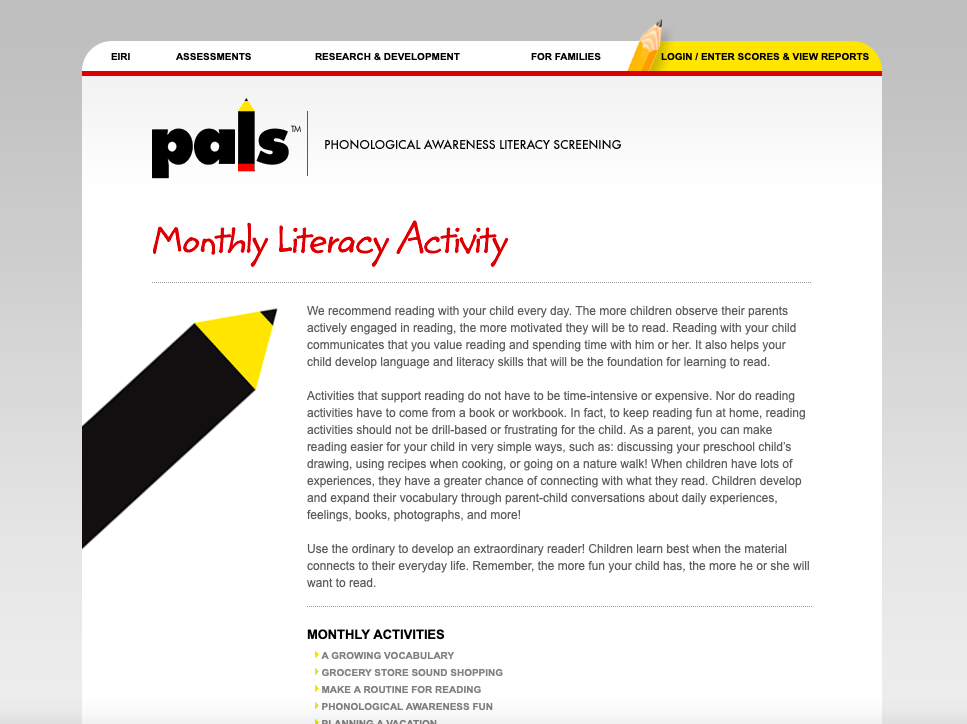 EIRI
ASSESSMENTS
RESEARCH & DEVELOPMENT
FOR FAMILIES
LOGIN / ENTER SCORES & VIEW REPORTS
pals TM
PHONOLOGICAL AWARENESS LITERACY SCREENING
Monthly Literacy Activity
We recommend reading with your child every day. The more children observe their parents
actively engaged in reading, the more motivated they will be to read. Reading with your child
communicates that you value reading and spending time with him or her. It also helps your
child develop language and literacy skills that will be the foundation for learning to read.
Activities that support reading do not have to be time-intensive or expensive. Nor do reading
activities have to come from a book or workbook. In fact, to keep reading fun at home, reading
activities should not be drill-based or frustrating for the child. As a parent, you can make
reading easier for your child in very simple ways, such as: discussing your preschool child’s
drawing, using recipes when cooking, or going on a nature walk! When children have lots of
experiences, they have a greater chance of connecting with what they read. Children develop
and expand their vocabulary through parent-child conversations about daily experiences,
feelings, books, photographs, and more!
Use the ordinary to develop an extraordinary reader! Children learn best when the material
connects to their everyday life. Remember, the more fun your child has, the more he or she will
want to read.
MONTHLY ACTIVITIES
A GROWING VOCABULARY
GROCERY STORE SOUND SHOPPING
MAKE A ROUTINE FOR READING
PHONOLOGICAL AWARENESS FUN
PLANNING A VACATION